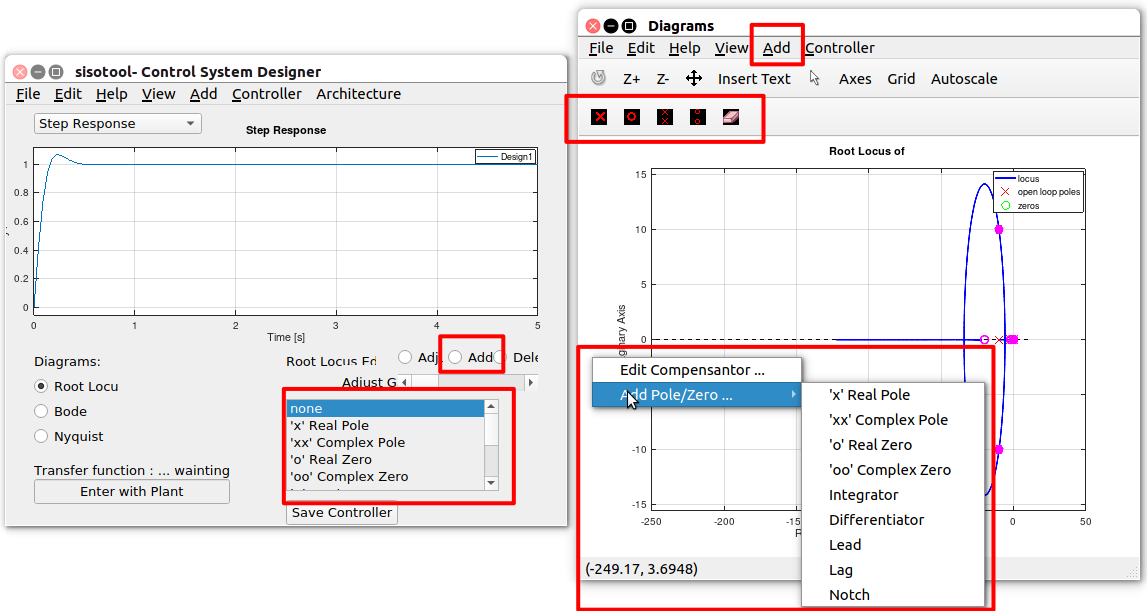 sisotool- Control System Designer
File Edit Help View Add Controller Architecture
Step Response
Step Response
Design1
1
0.8
0.6
0.4
0.2
0
0 1 2 3 4 5
Time [s]
Diagrams:
Root Locu
Bode
Nyquist
Transfer function : ... wainting
Enter with Plant
Root Locus Ed
Adj Add Dele
Adjust G
none
'x' Real Pole
'xx' Complex Pole
'o' Real Zero
'oo' Complex Zero
Save Controller
Diagrams
File Edit Help View Add Controller
Z+ Z- Insert Text Axes Grid Autoscale
Root Locus of
locus
open loop poles
zeros
15
10
5
0
-10
-15
-250 -200 -15 0 50
ginary Axis
Edit Compensantor ...
Add Pole/Zero ...
'x' Real Pole
'xx' Complex Pole
'o' Real Zero
'oo' Complex Zero
Integrator
Differentiator
Lead
Lag
Notch
(-249.17, 3.6948)